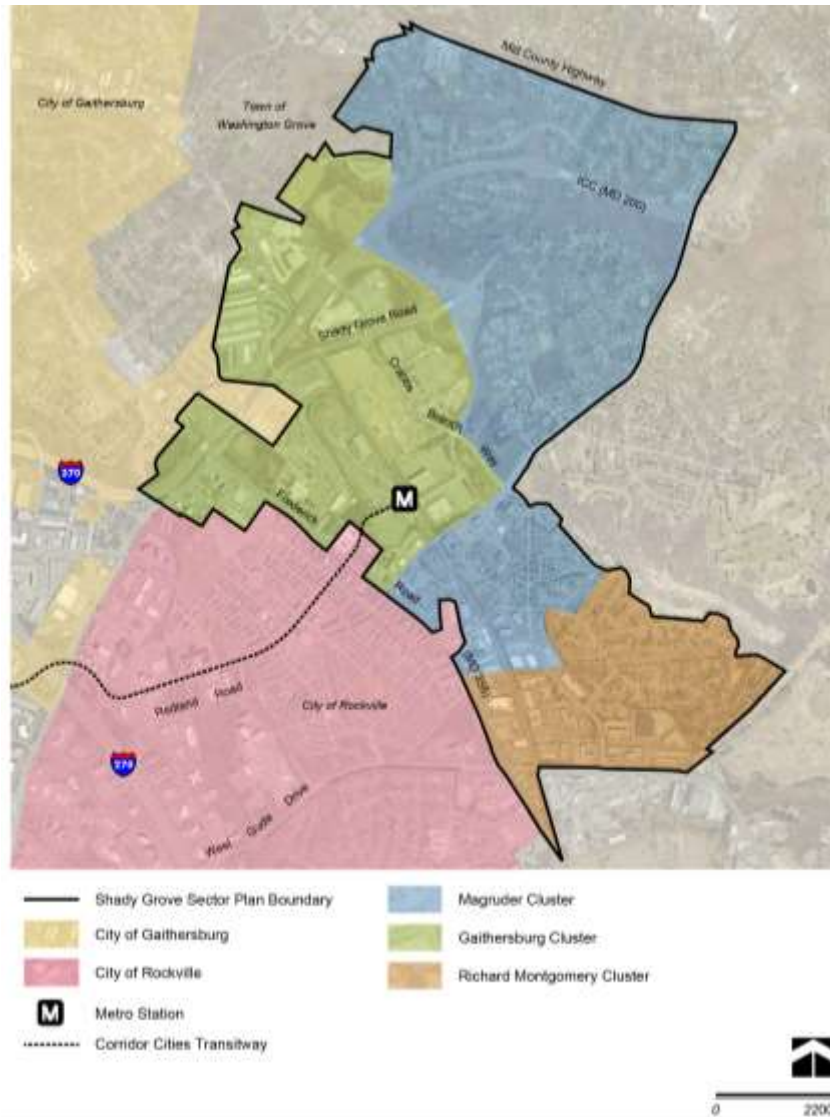 Mid County Highway
City of Gaithersburg
Town of
Washington Grove
ICC (MD 200)
Shady Grove Road
Crabbs
Branch
Way
370
M
Frederick
Road
(MD 355)
Redland Road
City of Rockville
270
West Gude Drive
Shady Grove Sector Plan Boundary
City of Gaithersburg
City of Rockville
M
Metro Station
Corridor Cities Transitway
Magruder Cluster
Gaithersburg Cluster
Richard Montgomery Cluster
0 2200